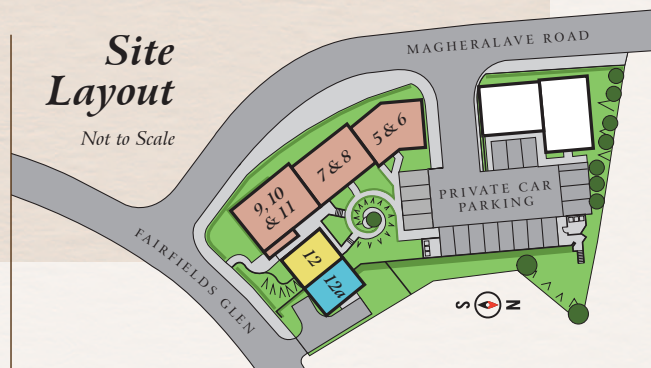 Site
Layout
Not to Scale
MAGHERALAVE ROAD
5 & 6
7 & 8
9, 10
& 11
12
12a
PRIVATE CAR
PARKING
FAIRFIELDS GLEN
S N